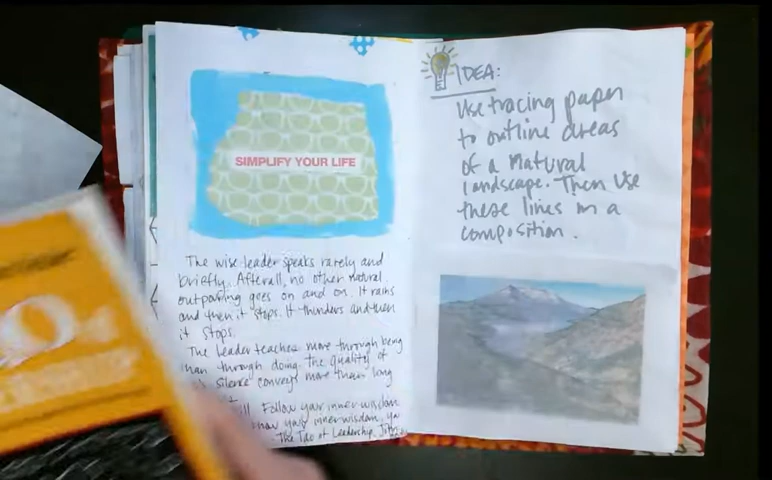 SIMPLIFY YOUR LIFE
The wise leader speaks rarely and
briefly. Afterall, no other natural
outpouring goes on and on. It rains
and then it stops. It thunders and then
it stops.
The leader teaches more through being
than through doing. The quality of
silence conveys more than long
Follow your inner wisdom.
know your inner wisdom, yo
The Tao of Leadership, J
IDEA:
Use tracing paper
to outline areas
of a natural
landscape. Then use
these lines in a
composition.